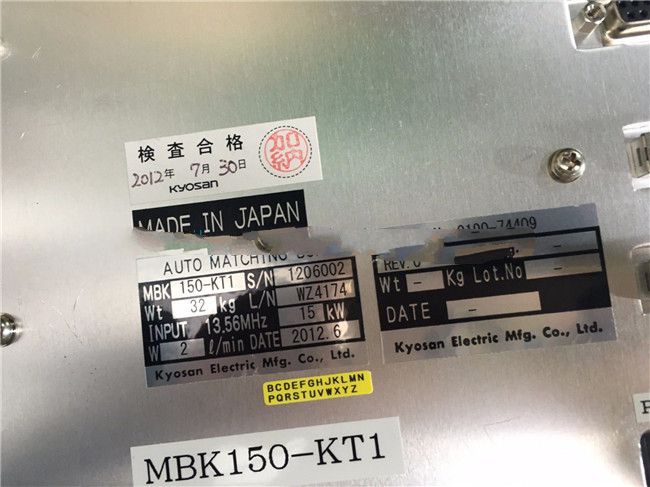 検査合格
2012年 7月 30日
KYOSAN
加納
MADE IN JAPAN
AUTO MATCHING
MBK 150-KT1 S/N 1206002
Wt 32 kg L/N WZ4174
INPUT 13.56MHz 15 kW
W 2 ℓ/min DATE 2012.6
Kyosan Electric Mfg. Co., Ltd.
REV.
Wt - Kg Lot.No -
DATE -
Kyosan Electric Mfg. Co., Ltd.
BCDEFGHJKLMN
PQRSTUVWXYZ
MBK150-KT1